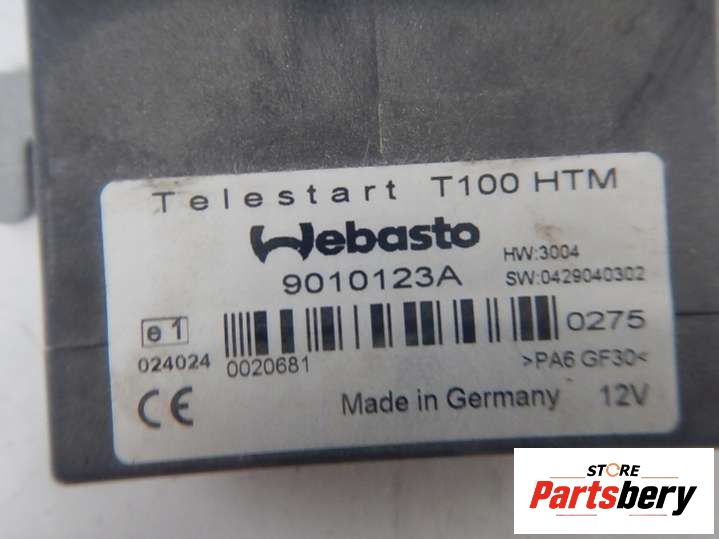 Telestart T100 HTM
Webasto
HW:3004
9010123A
SW:0429040302
e1
0275
024024
0020681
>PA6 GF30<
CE
Made in Germany 12V
STORE
Partsbery